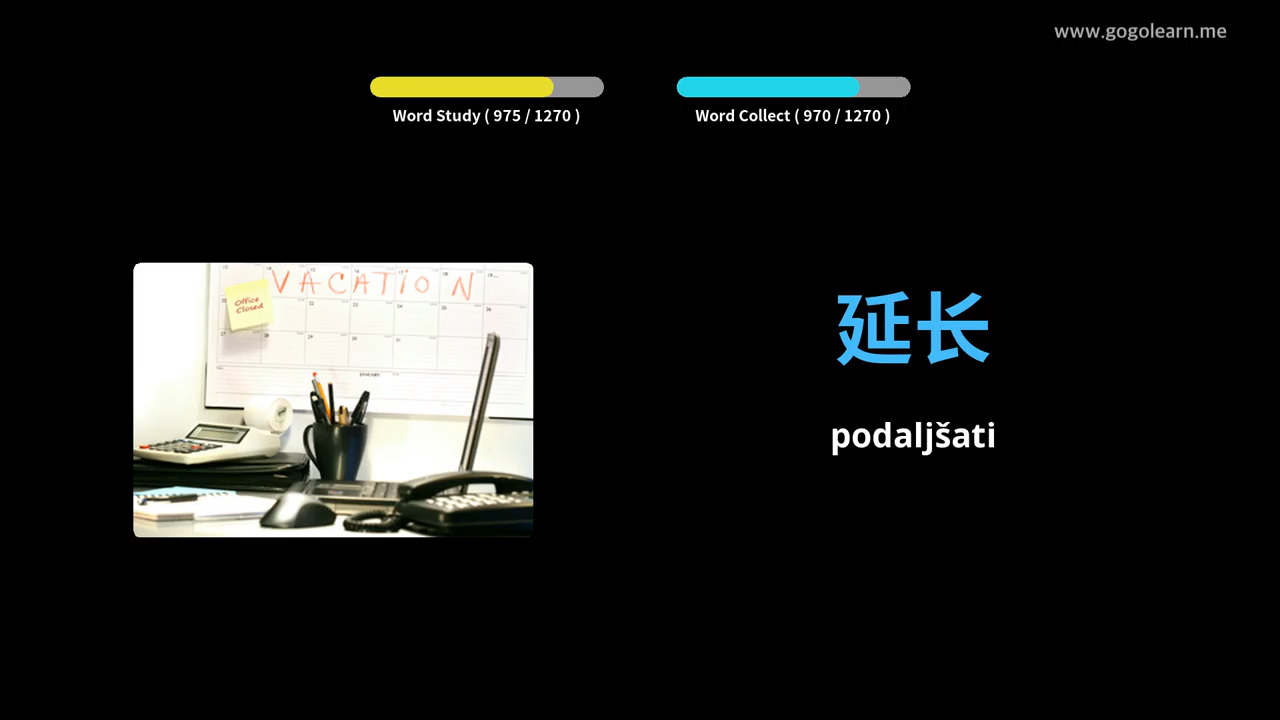 www.gogolearn.me
Word Study ( 975 / 1270 )
Word Collect ( 970 / 1270 )
VACATiON
Office
Closed
延长
podaljšati